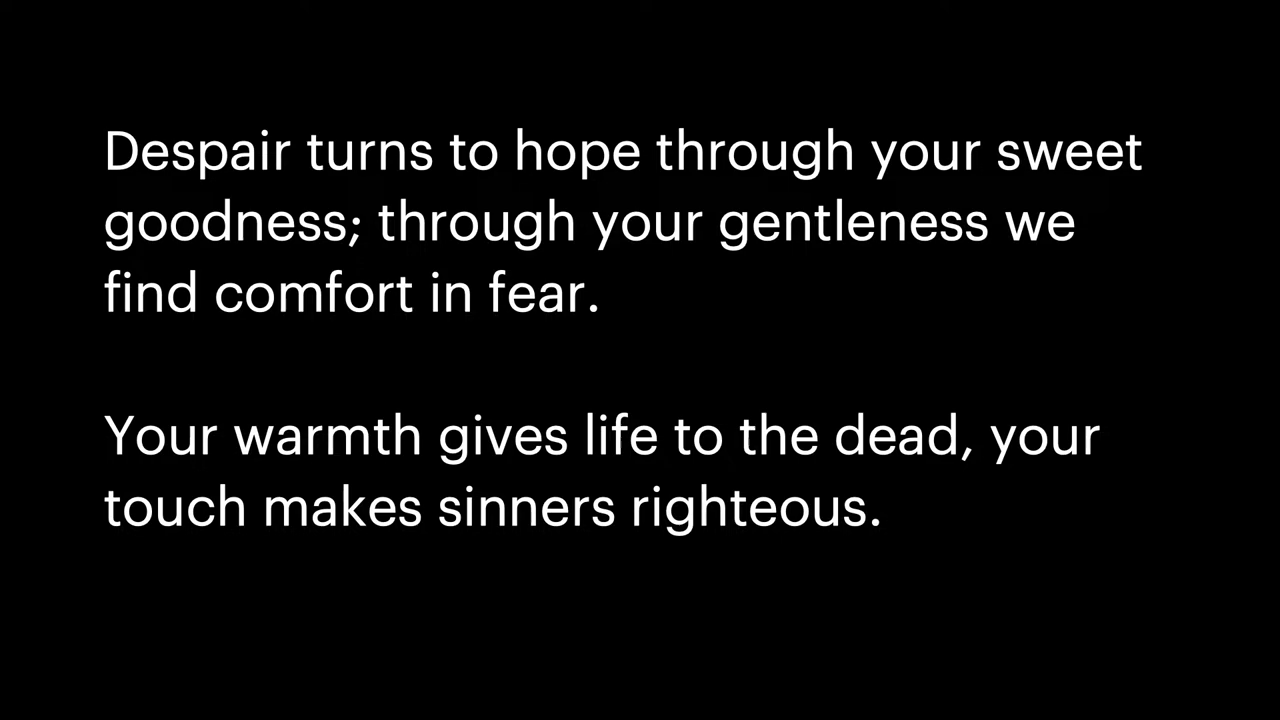 Despair turns to hope through your sweet
goodness; through your gentleness we
find comfort in fear.
Your warmth gives life to the dead, your
touch makes sinners righteous.